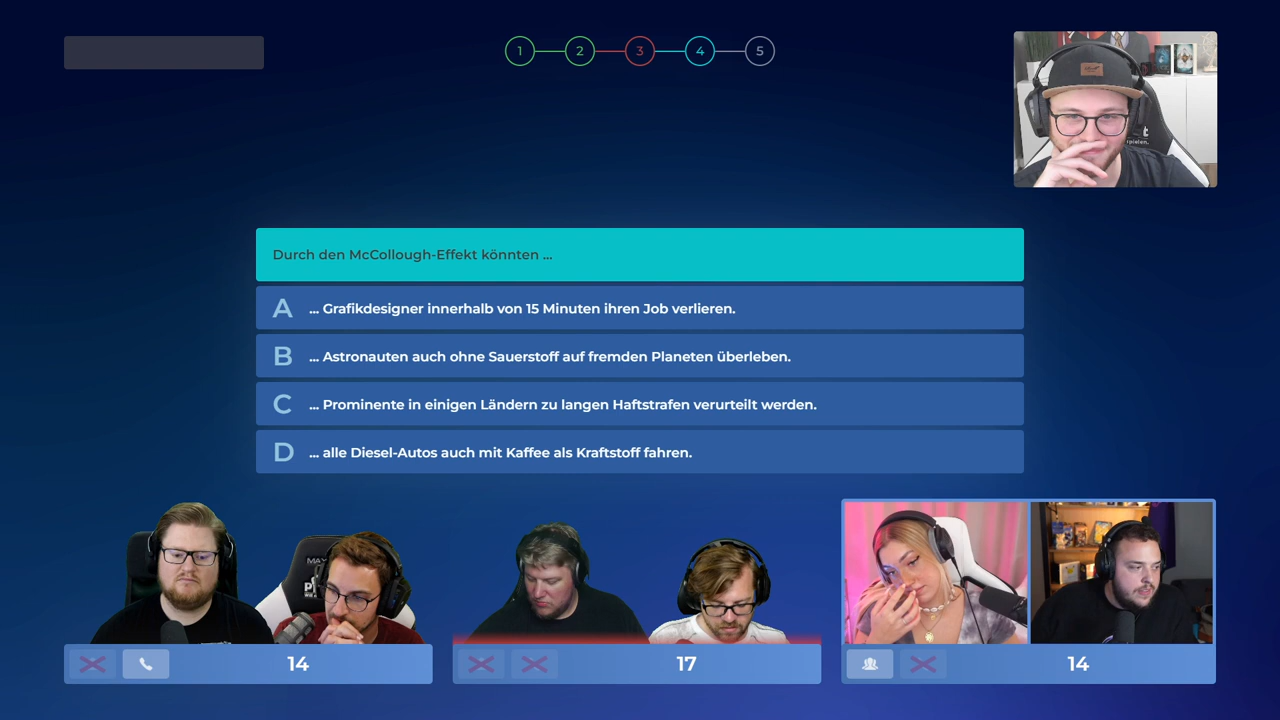 1 2 3 4 5
Durch den McCollough-Effekt könnten ...
A ... Grafikdesigner innerhalb von 15 Minuten ihren Job verlieren.
B ... Astronauten auch ohne Sauerstoff auf fremden Planeten überleben.
C ... Prominente in einigen Ländern zu langen Haftstrafen verurteilt werden.
D ... alle Diesel-Autos auch mit Kaffee als Kraftstoff fahren.
14
17
14